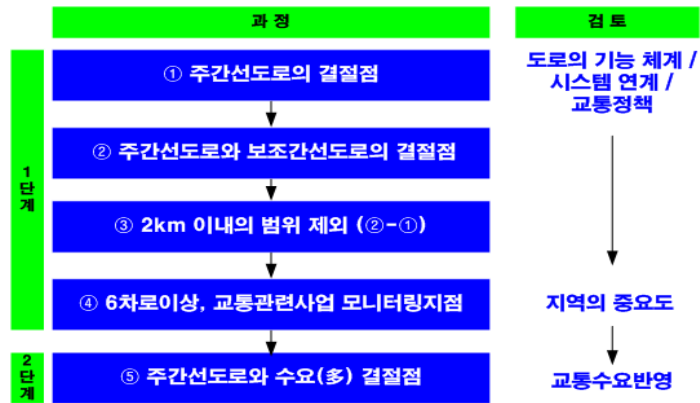 과 정
검 토
1단계
① 주간선도로의 결절점
② 주간선도로와 보조간선도로의 결절점
③ 2km 이내의 범위 제외 (②-①)
④ 6차로이상, 교통관련사업 모니터링지점
도로의 기능 체계 /
시스템 연계 /
교통정책
지역의 중요도
2단계
⑤ 주간선도로와 수요(多) 결절점
교통수요반영